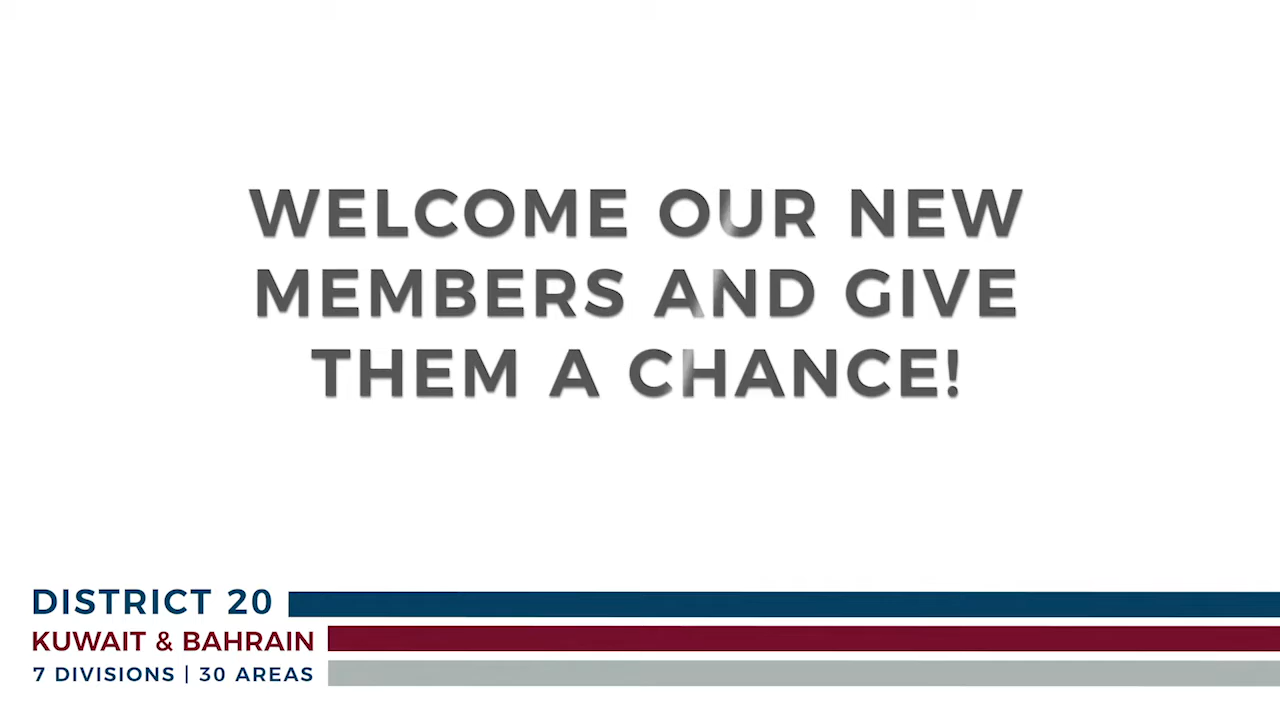 WELCOME OUR NEW
MEMBERS AND GIVE
THEM A CHANCE!
DISTRICT 20
KUWAIT & BAHRAIN
7 DIVISIONS | 30 AREAS